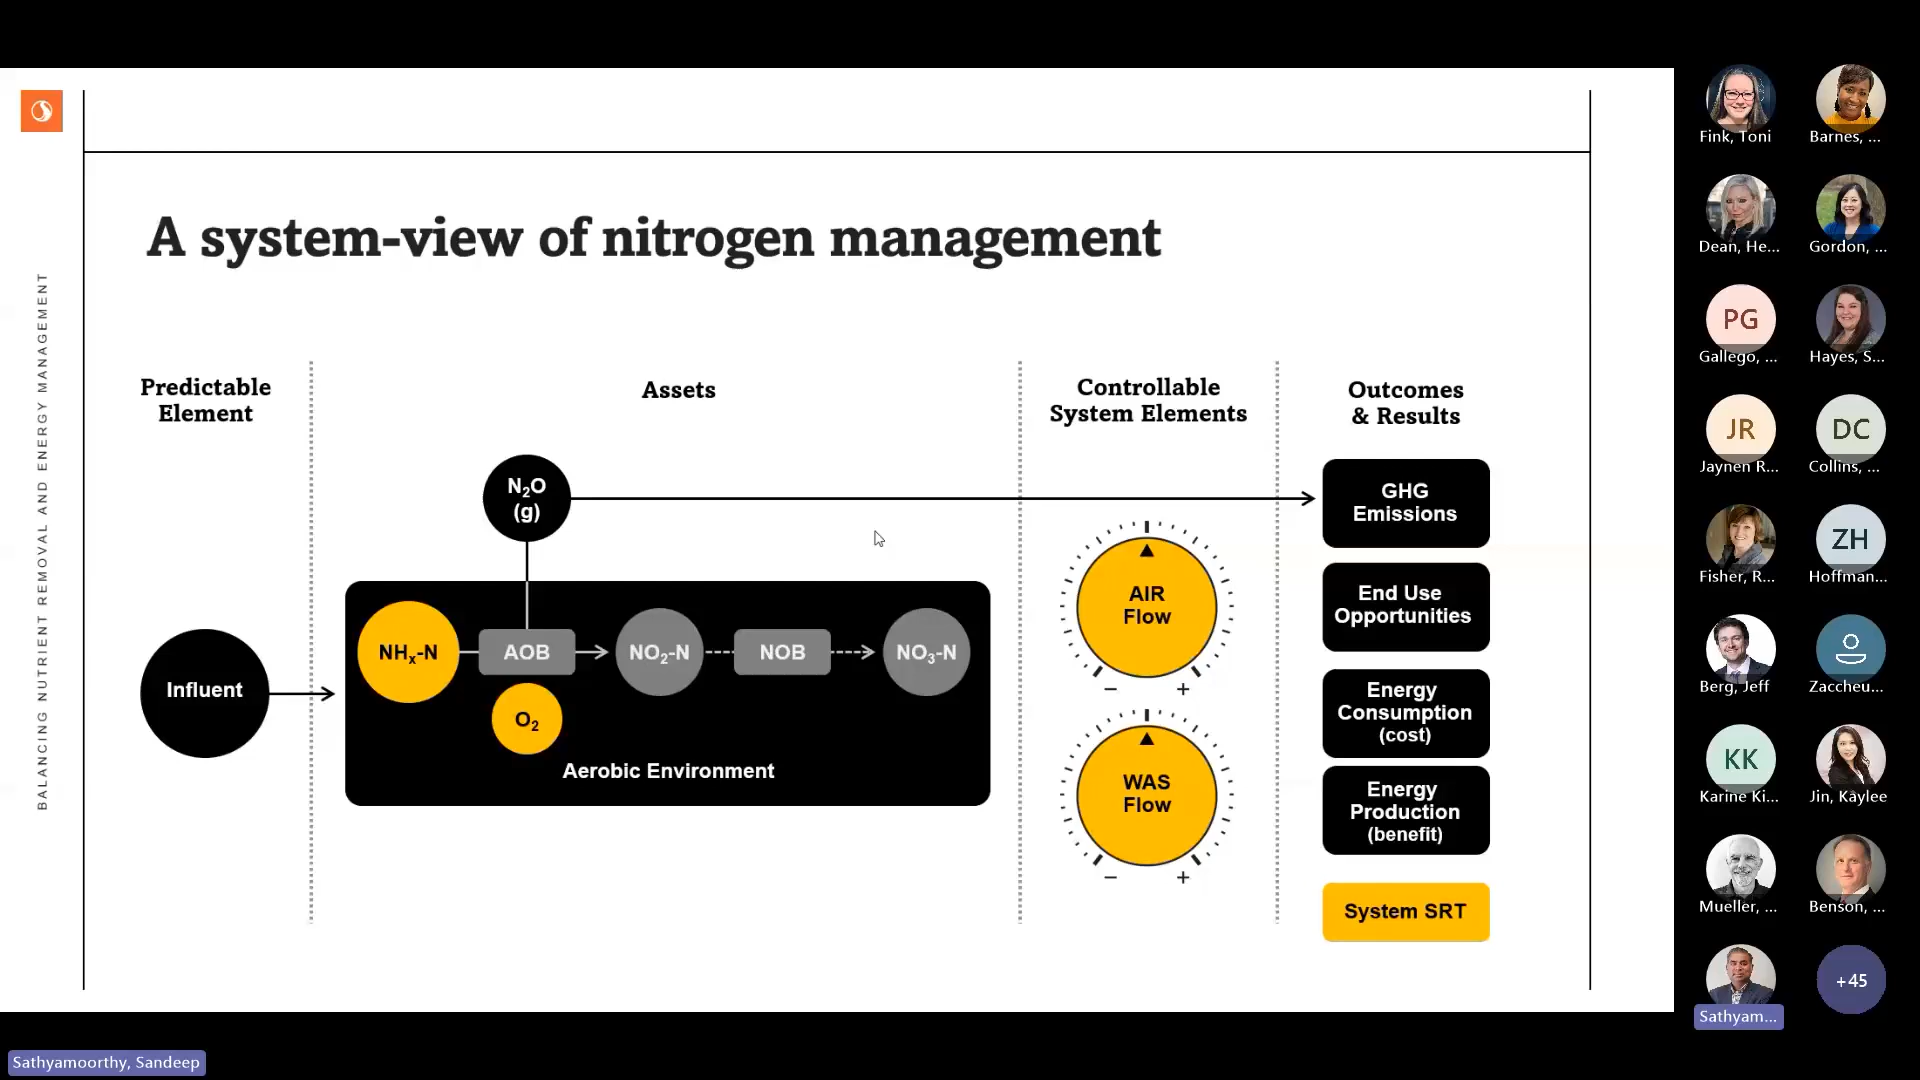 BALANCING NUTRIENT REMOVAL AND ENERGY MANAGEMENT
A system-view of nitrogen management
Predictable
Element
Assets
Controllable
System Elements
Outcomes
& Results
Influent
N₂O
(g)
NHₓ-N
AOB
NO₂-N
NOB
NO₃-N
O₂
Aerobic Environment
AIR
Flow
− +
WAS
Flow
− +
GHG
Emissions
End Use
Opportunities
Energy
Consumption
(cost)
Energy
Production
(benefit)
System SRT
Fink, Toni
Barnes, ...
Dean, He...
Gordon, ...
PG
Gallego, ...
Hayes, S...
JR
Jaynen R...
DC
Collins, ...
Fisher, R...
ZH
Hoffman...
Berg, Jeff
Zaccheu...
KK
Karine Ki...
Jin, Kaylee
Mueller, ...
Benson, ...
Sathyam...
+45
Sathyamoorthy, Sandeep